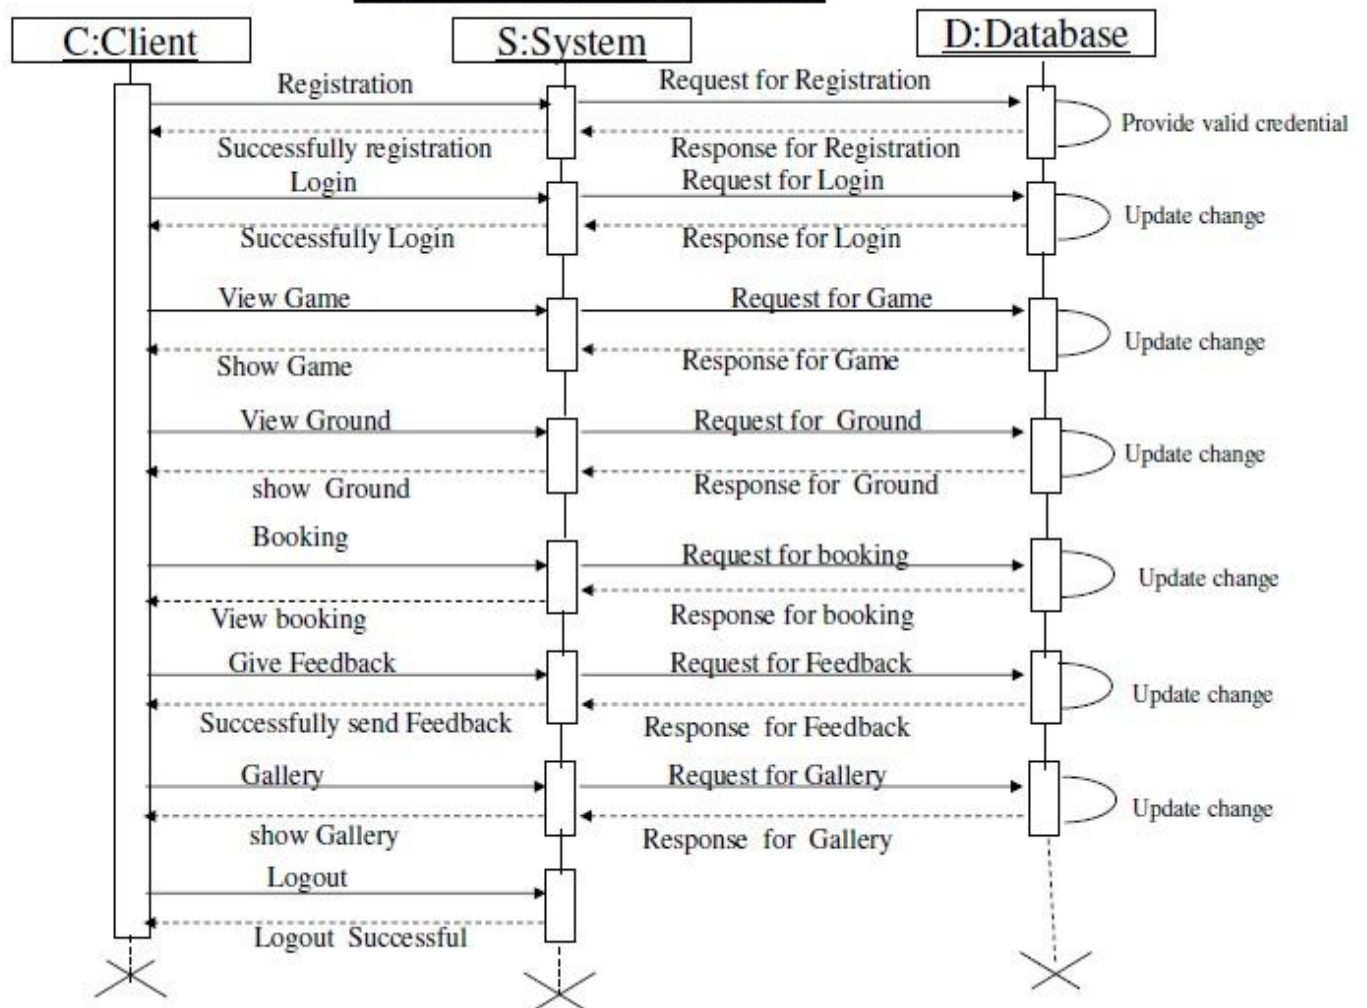 C:Client
S:System
D:Database
Registration
Request for Registration
Provide valid credential
Successfully registration
Response for Registration
Login
Request for Login
Update change
Successfully Login
Response for Login
View Game
Request for Game
Update change
Show Game
Response for Game
View Ground
Request for Ground
Update change
show Ground
Response for Ground
Booking
Request for booking
Update change
View booking
Response for booking
Give Feedback
Request for Feedback
Update change
Successfully send Feedback
Response for Feedback
Gallery
Request for Gallery
Update change
show Gallery
Response for Gallery
Logout
Logout Successful